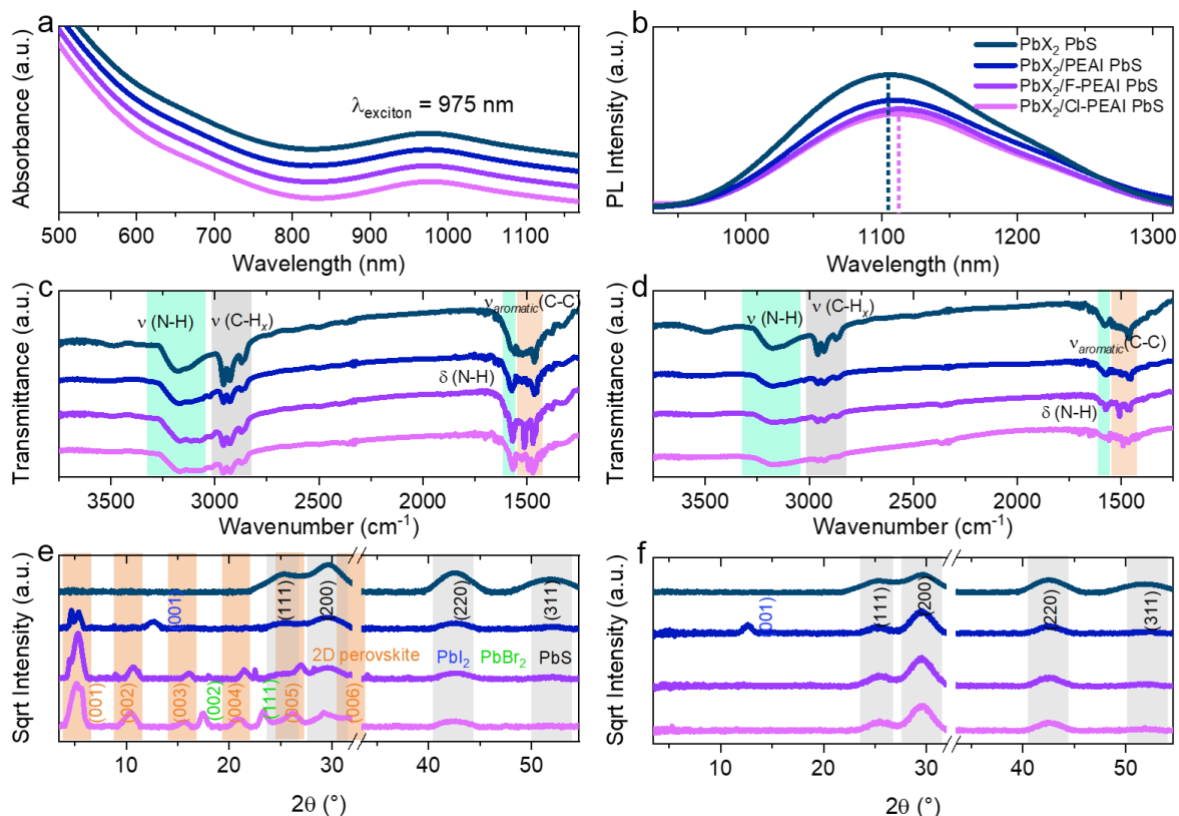 a
λexciton = 975 nm
Absorbance (a.u.)
500 600 700 800 900 1000 1100
Wavelength (nm)
b
PbX2 PbS
PbX2/PEAI PbS
PbX2/F-PEAI PbS
PbX2/Cl-PEAI PbS
PL Intensity (a.u.)
1000 1100 1200 1300
Wavelength (nm)
c
ν (N-H)
ν (C-Hx)
νaromatic(C-C)
δ (N-H)
Transmittance (a.u.)
3500 3000 2500 2000 1500
Wavenumber (cm-1)
d
ν (N-H)
ν (C-Hx)
νaromatic(C-C)
δ (N-H)
Transmittance (a.u.)
3500 3000 2500 2000 1500
Wavenumber (cm-1)
e
(001)
(111)
(200)
(220)
(311)
2D perovskite PbI2 PbBr2 PbS
(001)
(002)
(003)
(002)
(004)
(111)
(005)
(006)
Sqrt Intensity (a.u.)
10 20 30 40 50
2θ (°)
f
(001)
(111)
(200)
(220)
(311)
Sqrt Intensity (a.u.)
10 20 30 40 50
2θ (°)